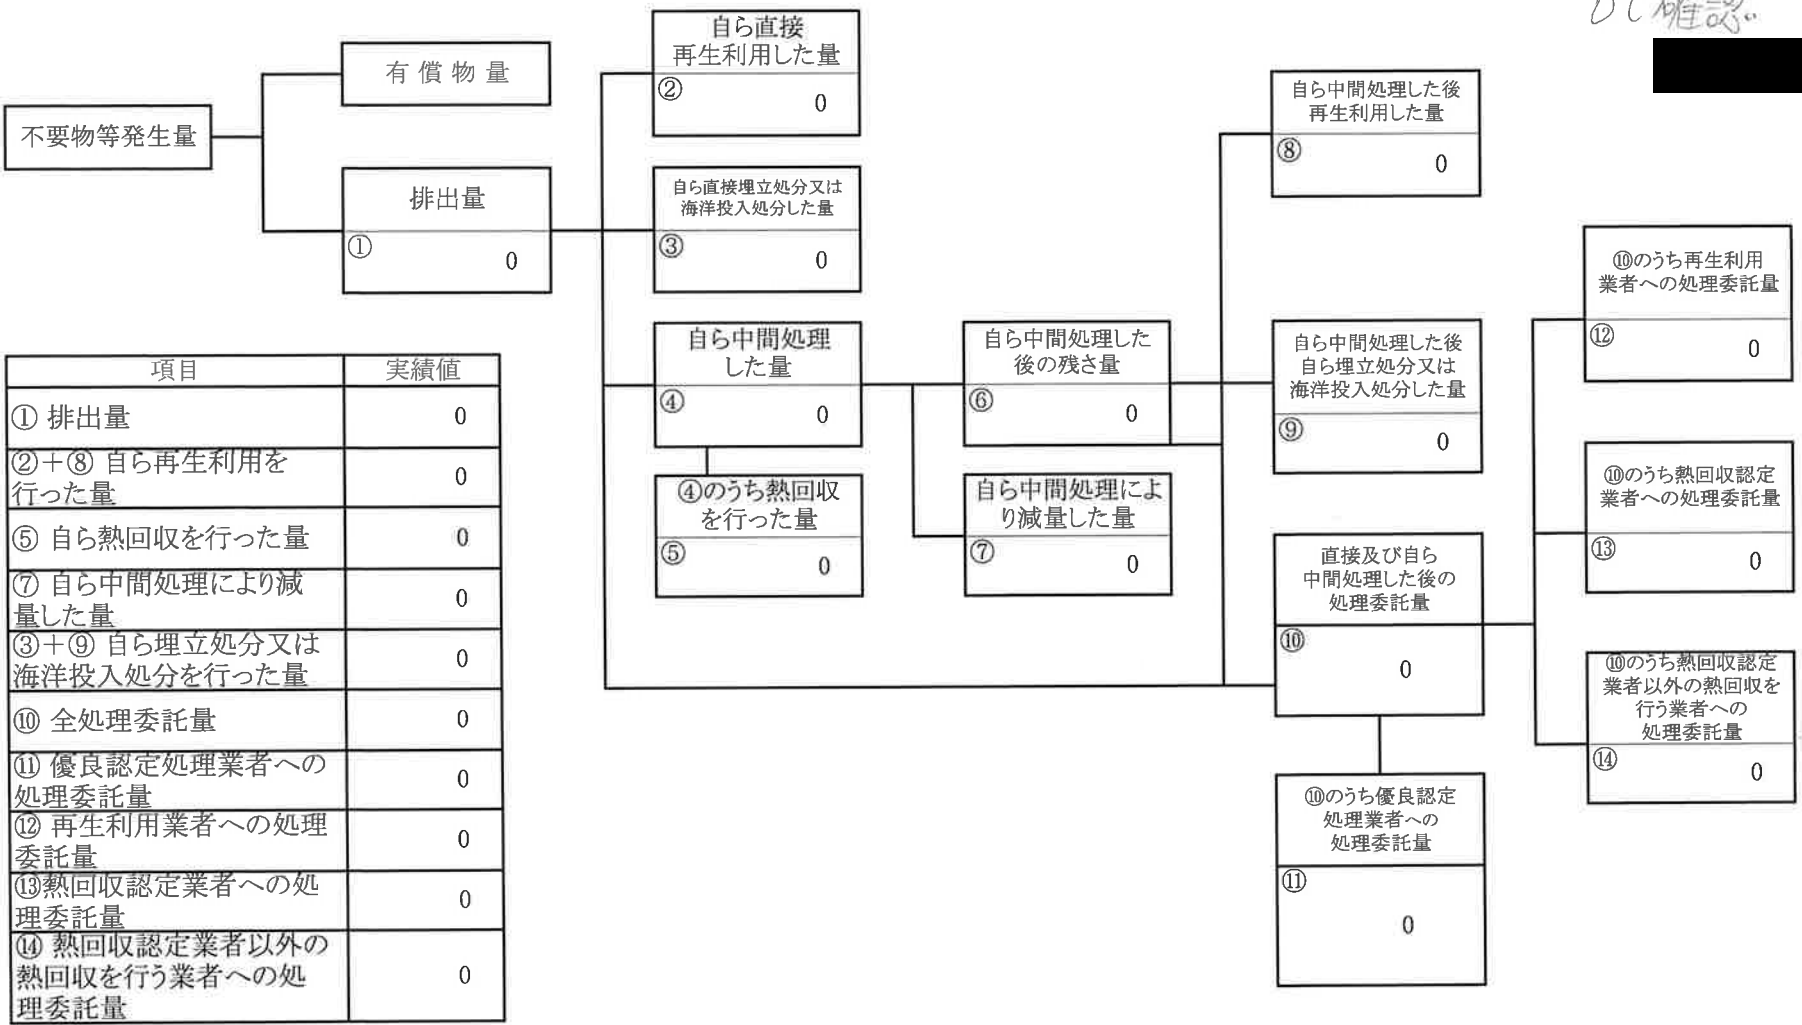 確認。
不要物等発生量
有償物量
排出量
①
0
自ら直接
再生利用した量
②
0
自ら直接埋立処分又は
海洋投入処分した量
③
0
自ら中間処理
した量
④
0
④のうち熱回収
を行った量
⑤
0
自ら中間処理した
後の残さ量
⑥
0
自ら中間処理によ
り減量した量
⑦
0
自ら中間処理した後
再生利用した量
⑧
0
自ら中間処理した後
自ら埋立処分又は
海洋投入処分した量
⑨
0
直接及び自ら
中間処理した後の
処理委託量
⑩
0
⑩のうち優良認定
処理業者への
処理委託量
⑪
0
⑩のうち再生利用
業者への処理委託量
⑫
0
⑩のうち熱回収認定
業者への処理委託量
⑬
0
⑩のうち熱回収認定
業者以外の熱回収を
行う業者への
処理委託量
⑭
0
項目 実績値
① 排出量 0
②＋⑧ 自ら再生利用を
行った量 0
⑤ 自ら熱回収を行った量 0
⑦ 自ら中間処理により減
量した量 0
③＋⑨ 自ら埋立処分又は
海洋投入処分を行った量 0
⑩ 全処理委託量 0
⑪ 優良認定処理業者への
処理委託量 0
⑫ 再生利用業者への処理
委託量 0
⑬熱回収認定業者への処
理委託量 0
⑭ 熱回収認定業者以外の
熱回収を行う業者への処
理委託量 0